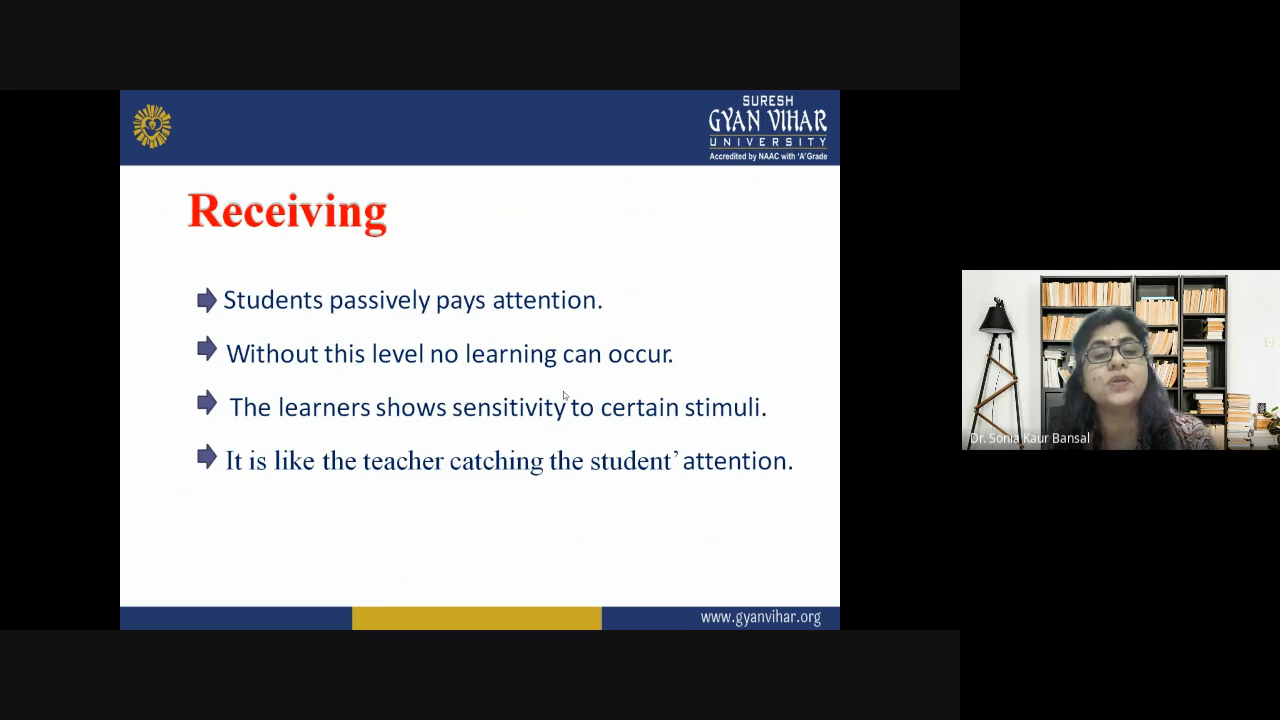 SURESH
GYAN VIHAR
UNIVERSITY
Accredited by NAAC with 'A' Grade
Receiving
Students passively pays attention.
Without this level no learning can occur.
The learners shows sensitivity to certain stimuli.
It is like the teacher catching the student’ attention.
www.gyanvihar.org
Dr. Sonia Kaur Bansal